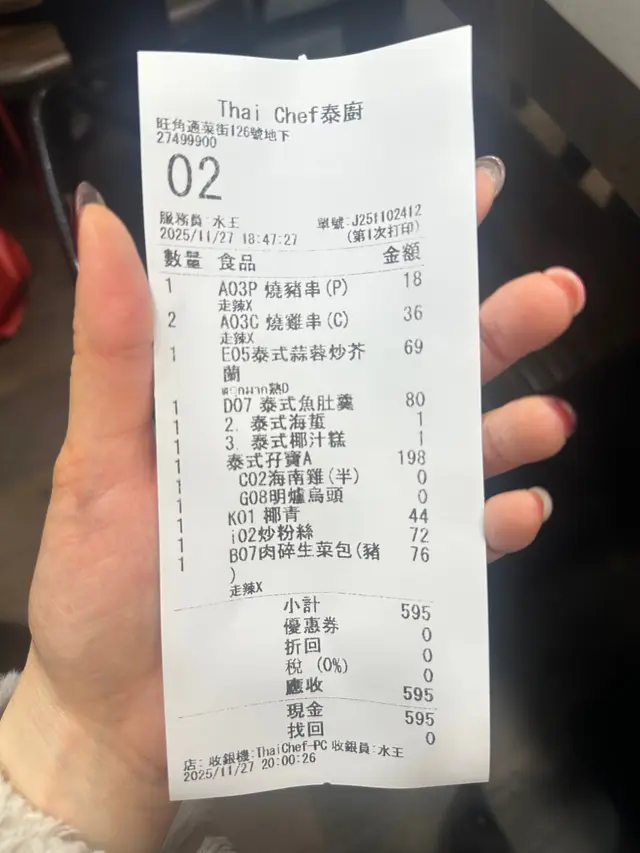 Thai Chef泰廚
旺角通菜街126號地下
27499900
02
服務員:水王 單號:J251102412
2025/11/27 18:47:27 (第1次打印)
數量 食品 金額
1 A03P 燒豬串(P) 18
走辣X
2 A03C 燒雞串(C) 36
走辣X
1 E05泰式蒜蓉炒芥 69
蘭
熟D
1 D07 泰式魚肚羹 80
1 2. 泰式海蜇 1
1 3. 泰式椰汁糕 1
1 泰式孖寶A 198
1 C02海南雞(半) 0
1 G08明爐烏頭 0
1 K01 椰青 44
1 i02炒粉絲 72
1 B07肉碎生菜包(豬 76
)
走辣X
小計 595
優惠券 0
折回 0
稅 (0%) 0
應收 595
現金 595
找回 0
店: 收銀機:ThaiChef-PC 收銀員:水王
2025/11/27 20:00:26